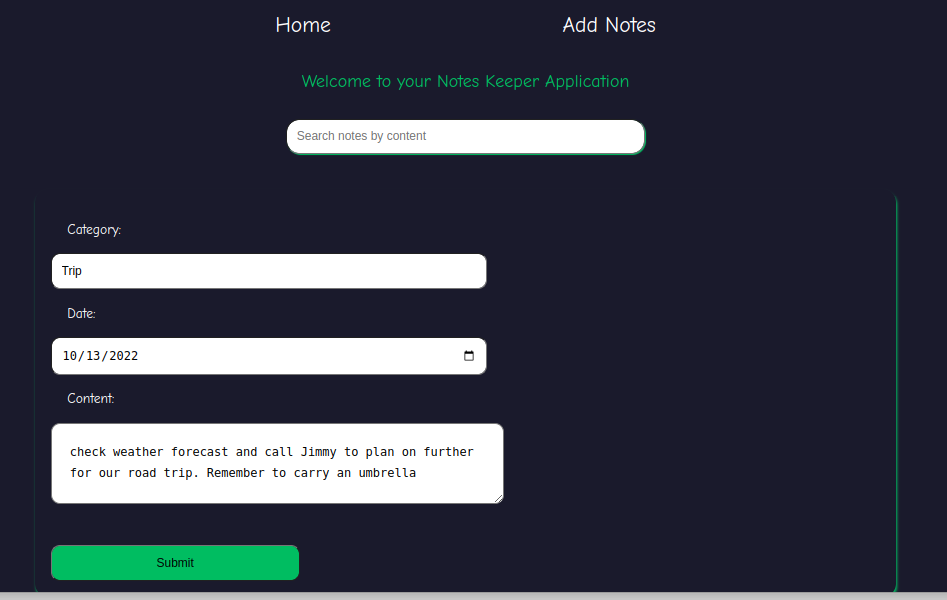 Home Add Notes
Welcome to your Notes Keeper Application
Search notes by content
Category:
Trip
Date:
10/13/2022
Content:
check weather forecast and call Jimmy to plan on further
for our road trip. Remember to carry an umbrella
Submit